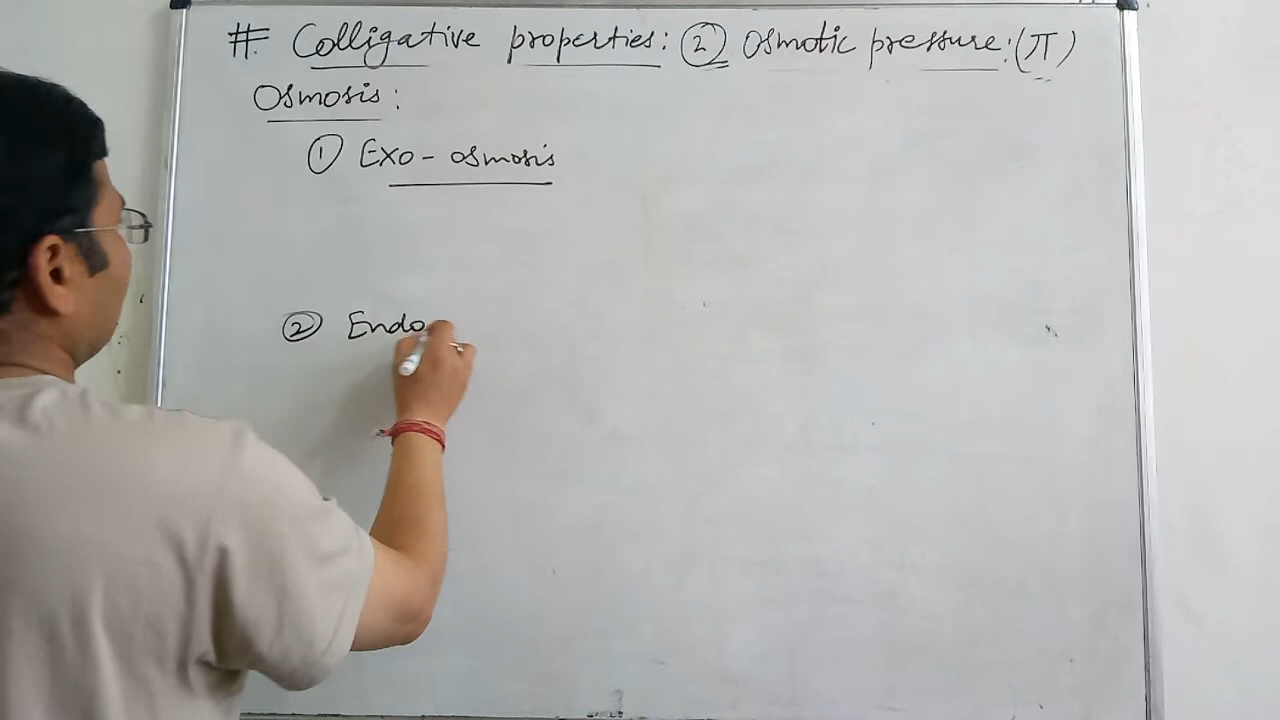 # Colligative properties: ② Osmotic pressure: (π)
Osmosis:
① Exo - osmosis
② Endo